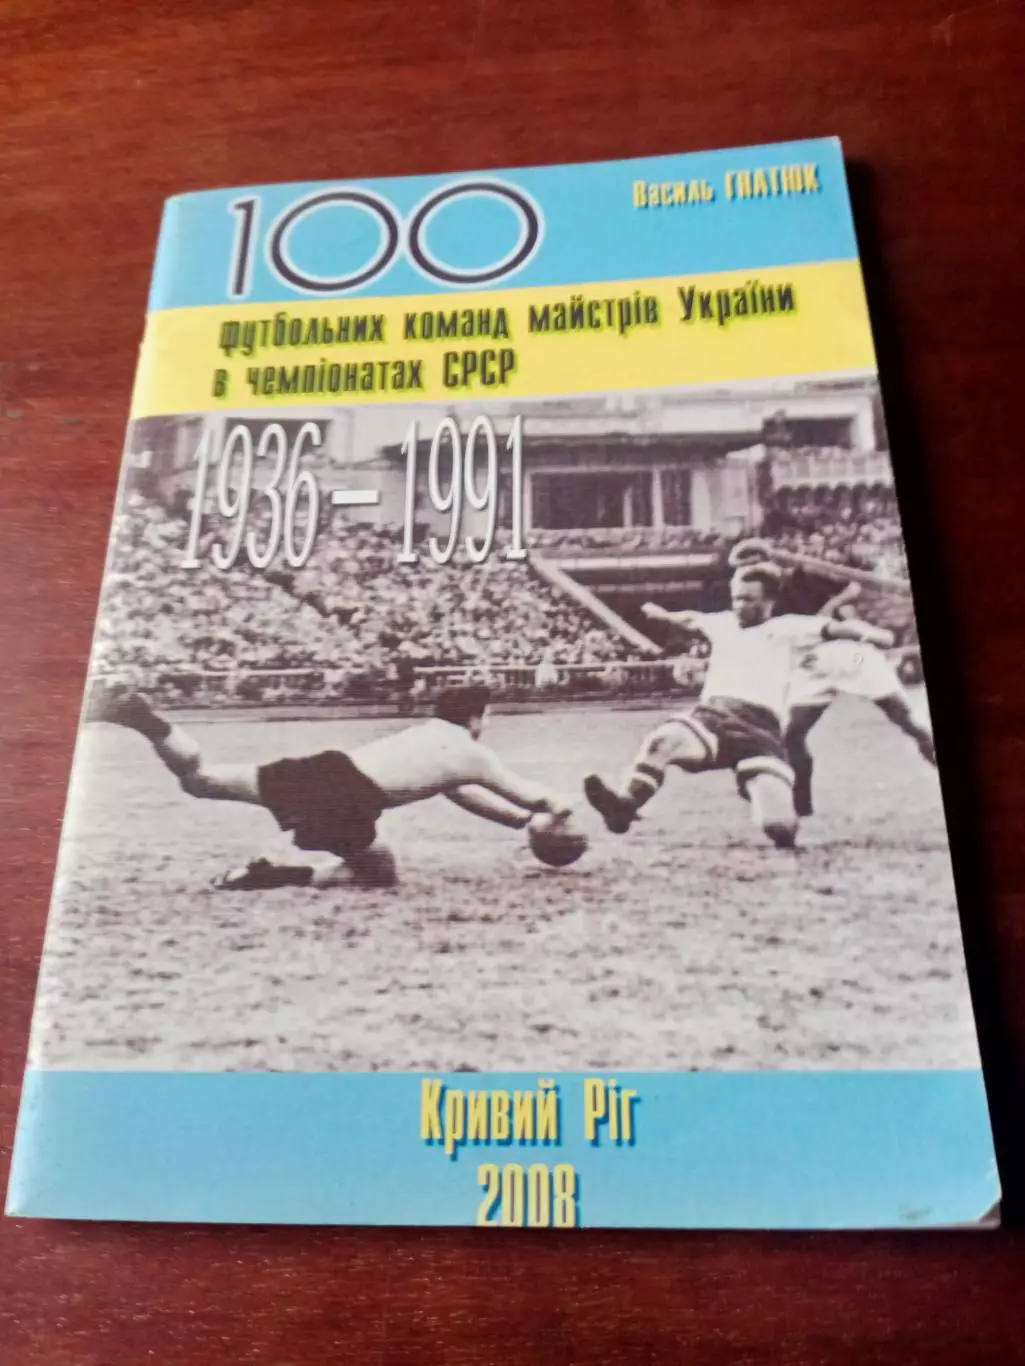 Василь ГНАТЮК
100
футбольних команд майстрів України
в чемпіонатах СРСР
1936–1991
Кривий Ріг
2008